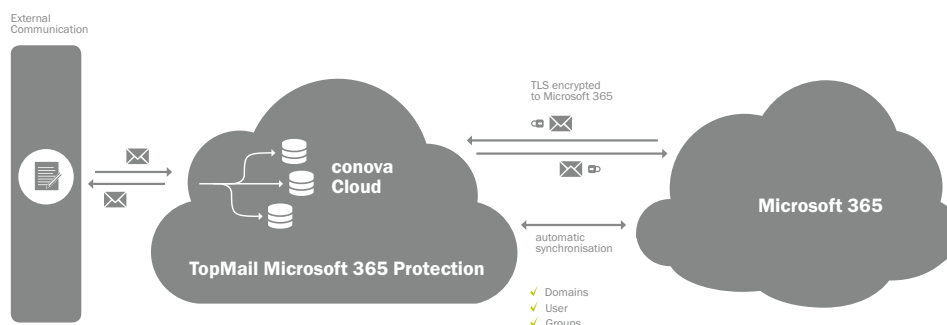 External
Communication
TLS encrypted
to Microsoft 365
conova
Cloud
Microsoft 365
automatic
synchronisation
TopMail Microsoft 365 Protection
Domains
User
Groups